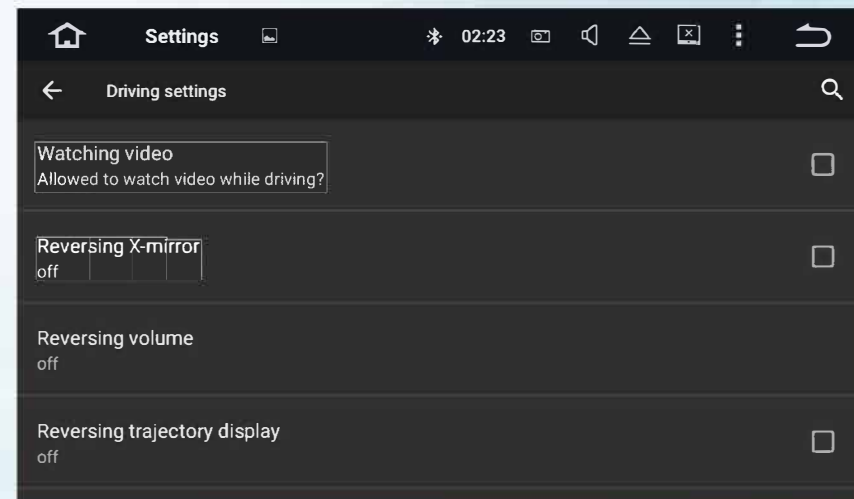 Settings 02:23
Driving settings
Watching video
Allowed to watch video while driving?
Reversing X-mirror
off
Reversing volume
off
Reversing trajectory display
off